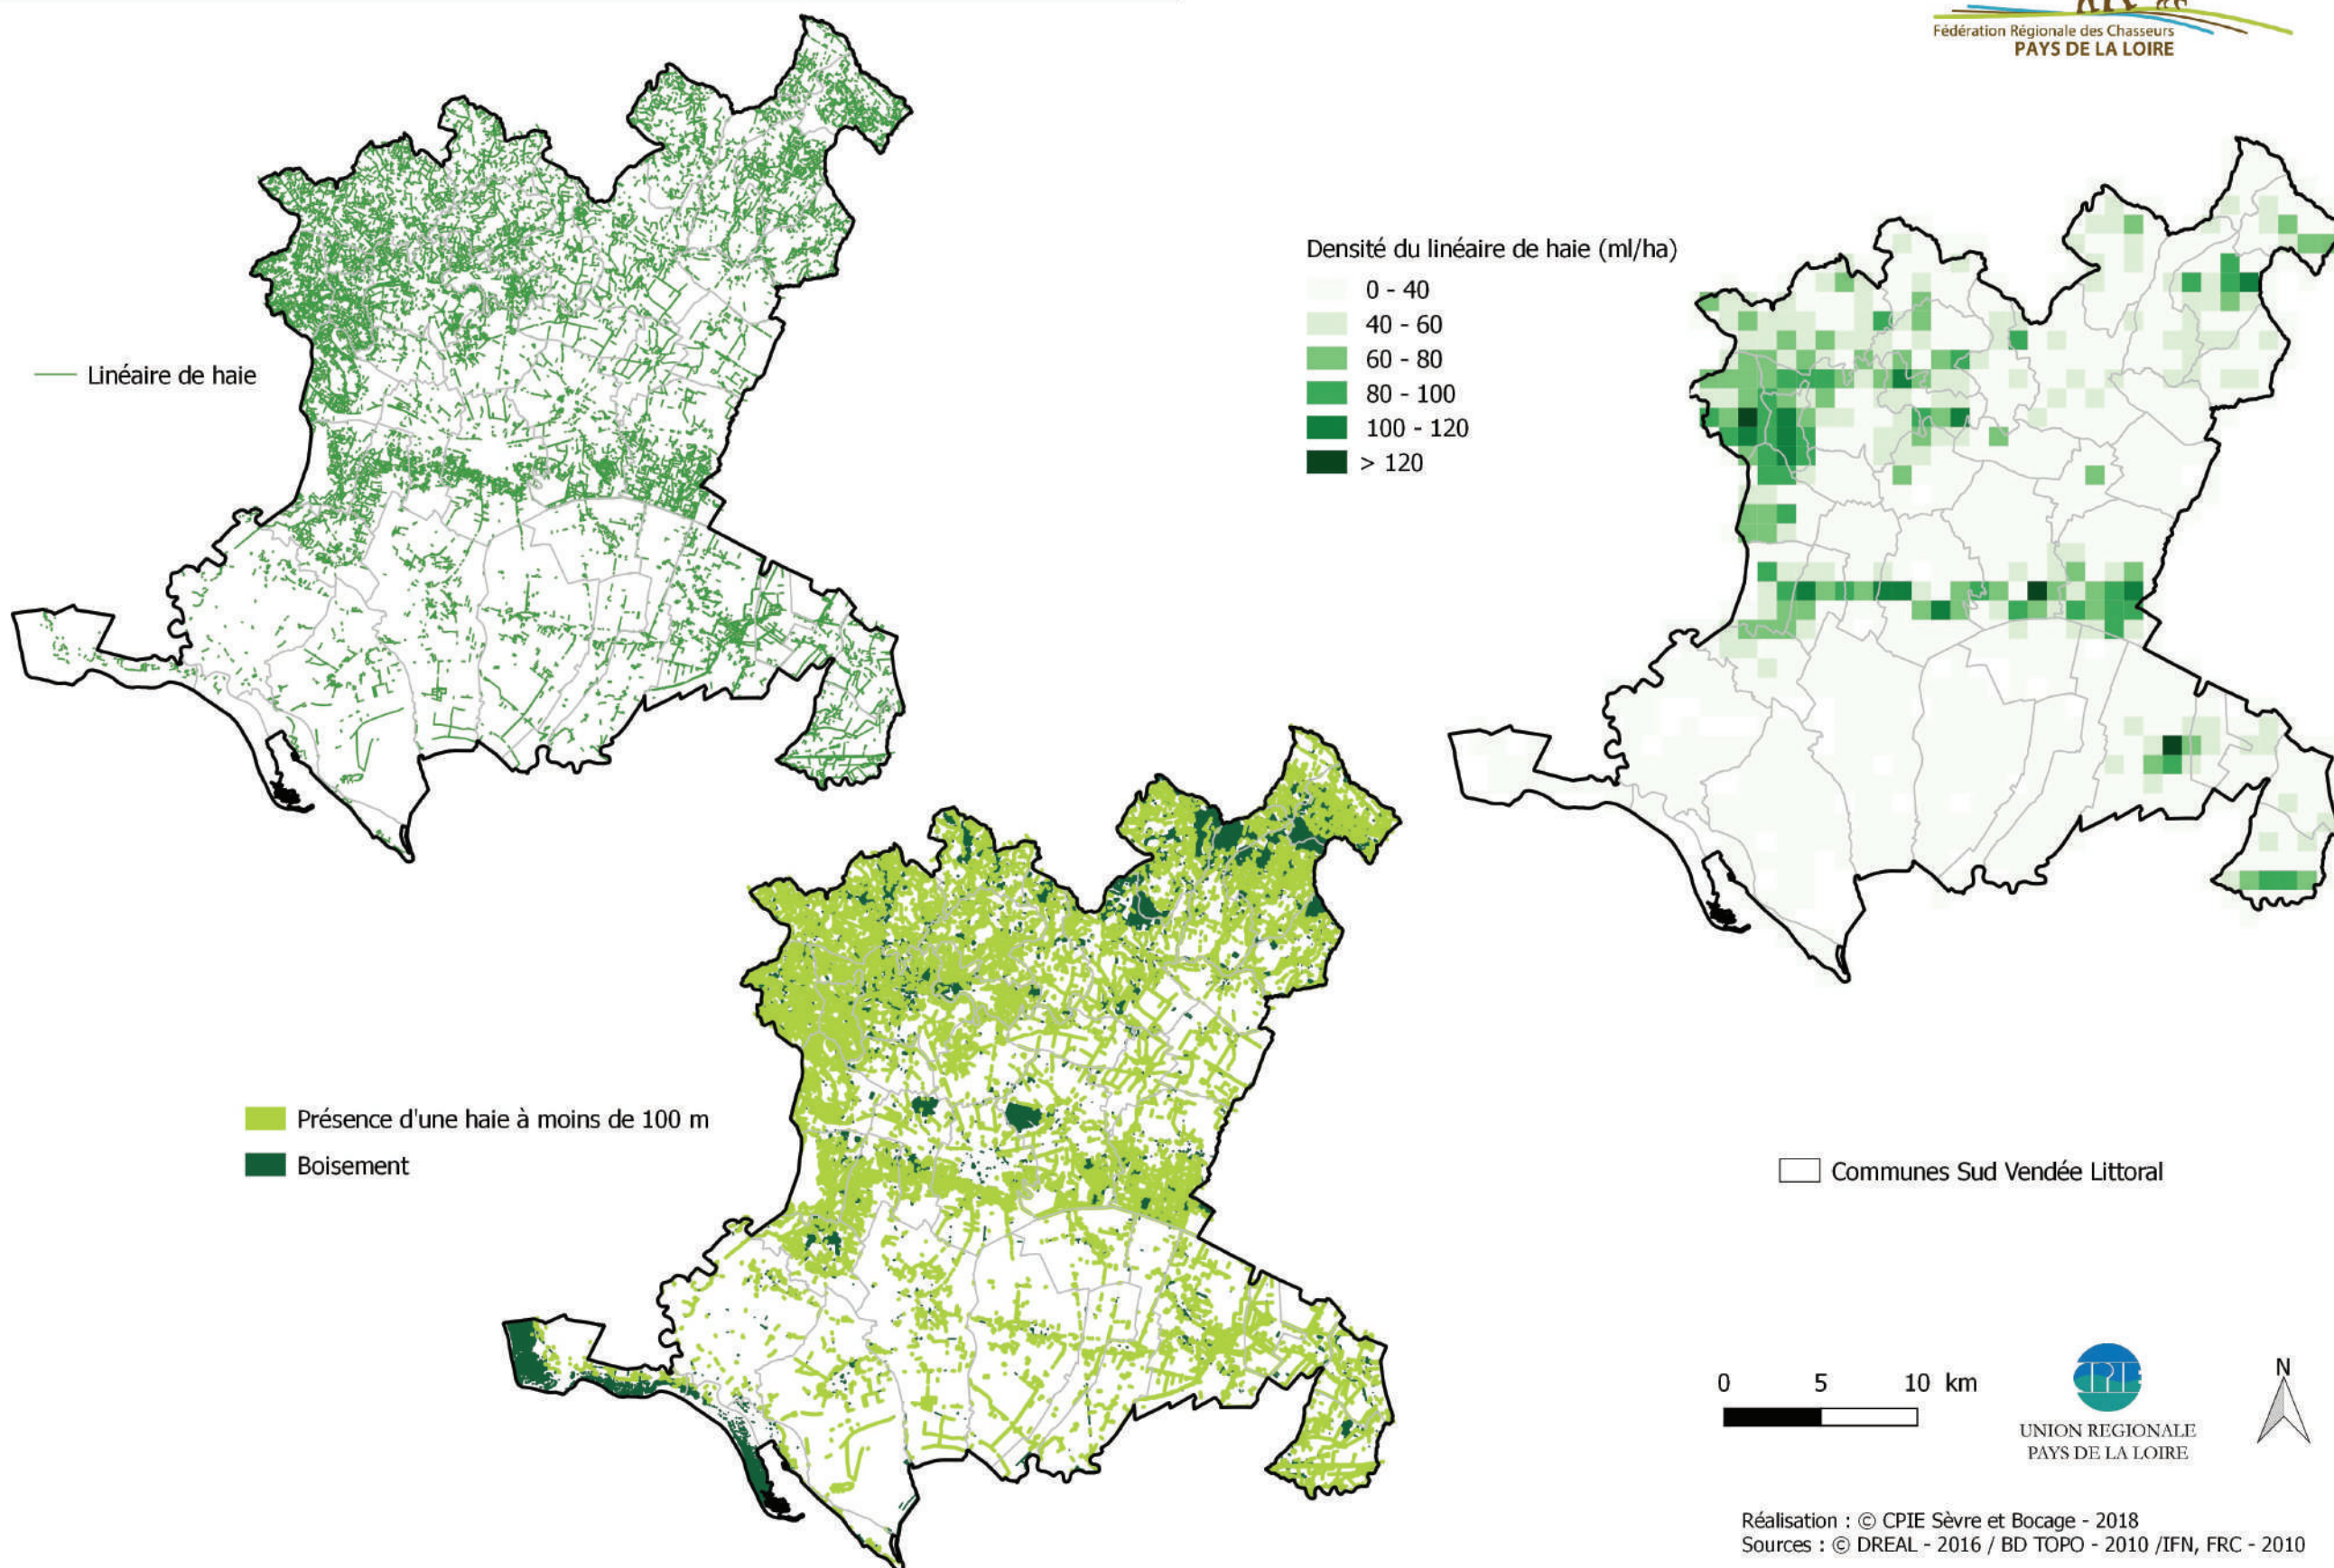 Fédération Régionale des Chasseurs
PAYS DE LA LOIRE
Linéaire de haie
Densité du linéaire de haie (ml/ha)
0 - 40
40 - 60
60 - 80
80 - 100
100 - 120
> 120
Présence d'une haie à moins de 100 m
Boisement
Communes Sud Vendée Littoral
0 5 10 km
CPIE
UNION REGIONALE
PAYS DE LA LOIRE
N
Réalisation : © CPIE Sèvre et Bocage - 2018
Sources : © DREAL - 2016 / BD TOPO - 2010 /IFN, FRC - 2010